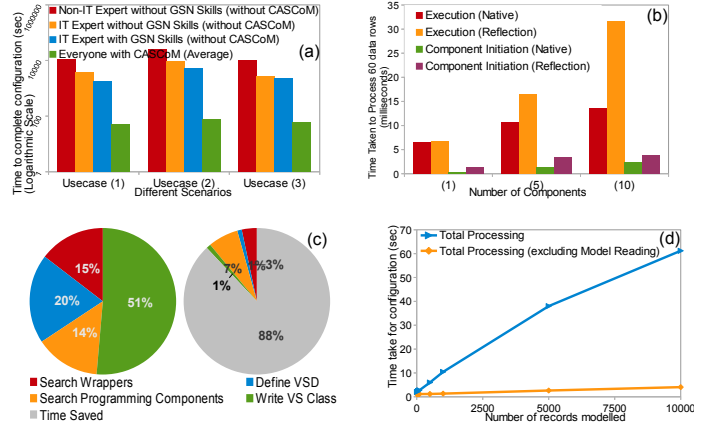 Non-IT Expert without GSN Skills (without CASCoM)
IT Expert without GSN Skills (without CASCoM)
IT Expert with GSN Skills (without CASCoM)
Everyone with CASCoM (Average)
(a)
Time to complete configuration (sec)
(Logarithmic Scale)
1000000
10000
100
1
Usecase (1)
Usecase (2)
Usecase (3)
Different Scenarios
(b)
Execution (Native)
Execution (Reflection)
Component Initiation (Native)
Component Initiation (Reflection)
Time Taken to Process 60 data rows
(milliseconds)
35
30
25
20
15
10
5
0
(1)
(5)
(10)
Number of Components
(c)
15%
20%
14%
51%
7%
3%
1%
88%
Search Wrappers
Define VSD
Search Programming Components
Write VS Class
Time Saved
(d)
Total Processing
Total Processing (excluding Model Reading)
Time take for configuration (sec)
70
60
50
40
30
20
10
0
0
2500
5000
7500
10000
Number of records modelled